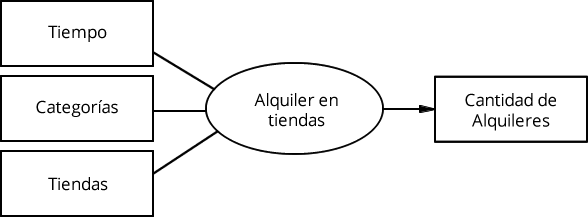 Tiempo
Categorías
Tiendas
Alquiler en
tiendas
Cantidad de
Alquileres